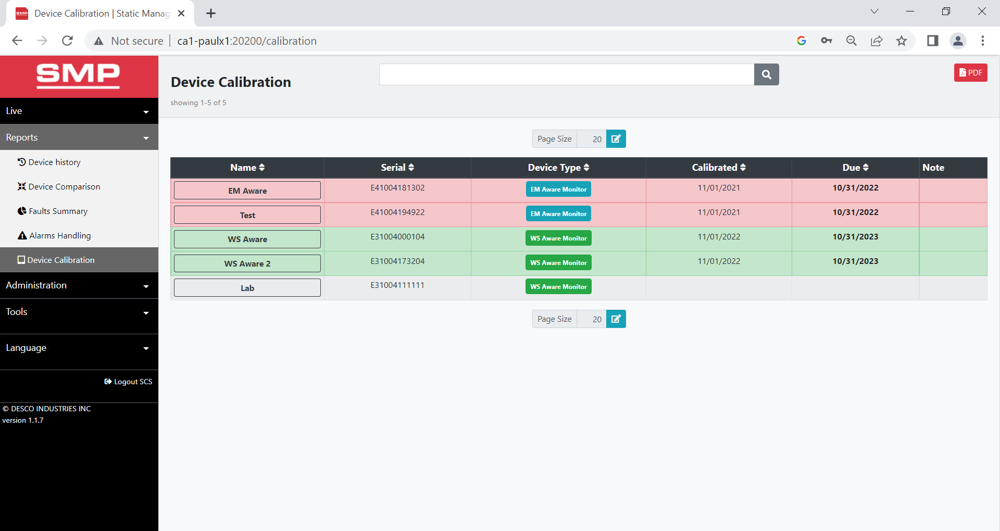 SMP Device Calibration | Static Manag
Not secure | ca1-paulx1:20200/calibration
SMP
Live
Reports
Device history
Device Comparison
Faults Summary
Alarms Handling
Device Calibration
Administration
Tools
Language
Logout SCS
© DESCO INDUSTRIES INC
version 1.1.7
Device Calibration
showing 1-5 of 5
PDF
Page Size 20
Name Serial Device Type Calibrated Due Note
EM Aware E41004181302 EM Aware Monitor 11/01/2021 10/31/2022
Test E41004194922 EM Aware Monitor 11/01/2021 10/31/2022
WS Aware E31004000104 WS Aware Monitor 11/01/2022 10/31/2023
WS Aware 2 E31004173204 WS Aware Monitor 11/01/2022 10/31/2023
Lab E31004111111 WS Aware Monitor
Page Size 20